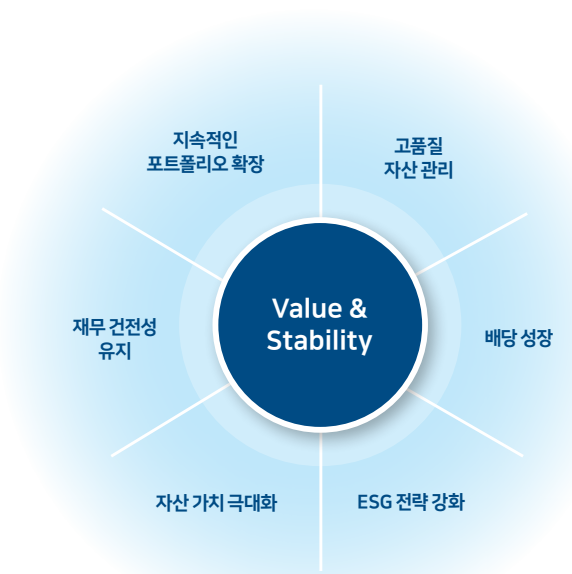 지속적인
포트폴리오 확장
고품질
자산 관리
재무 건전성
유지
Value &
Stability
배당 성장
자산 가치 극대화
ESG 전략 강화